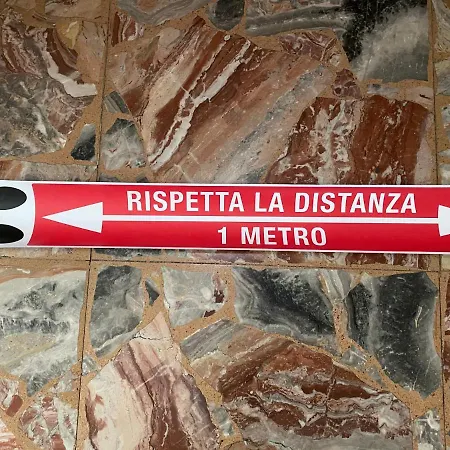 RISPETTA LA DISTANZA
1 METRO